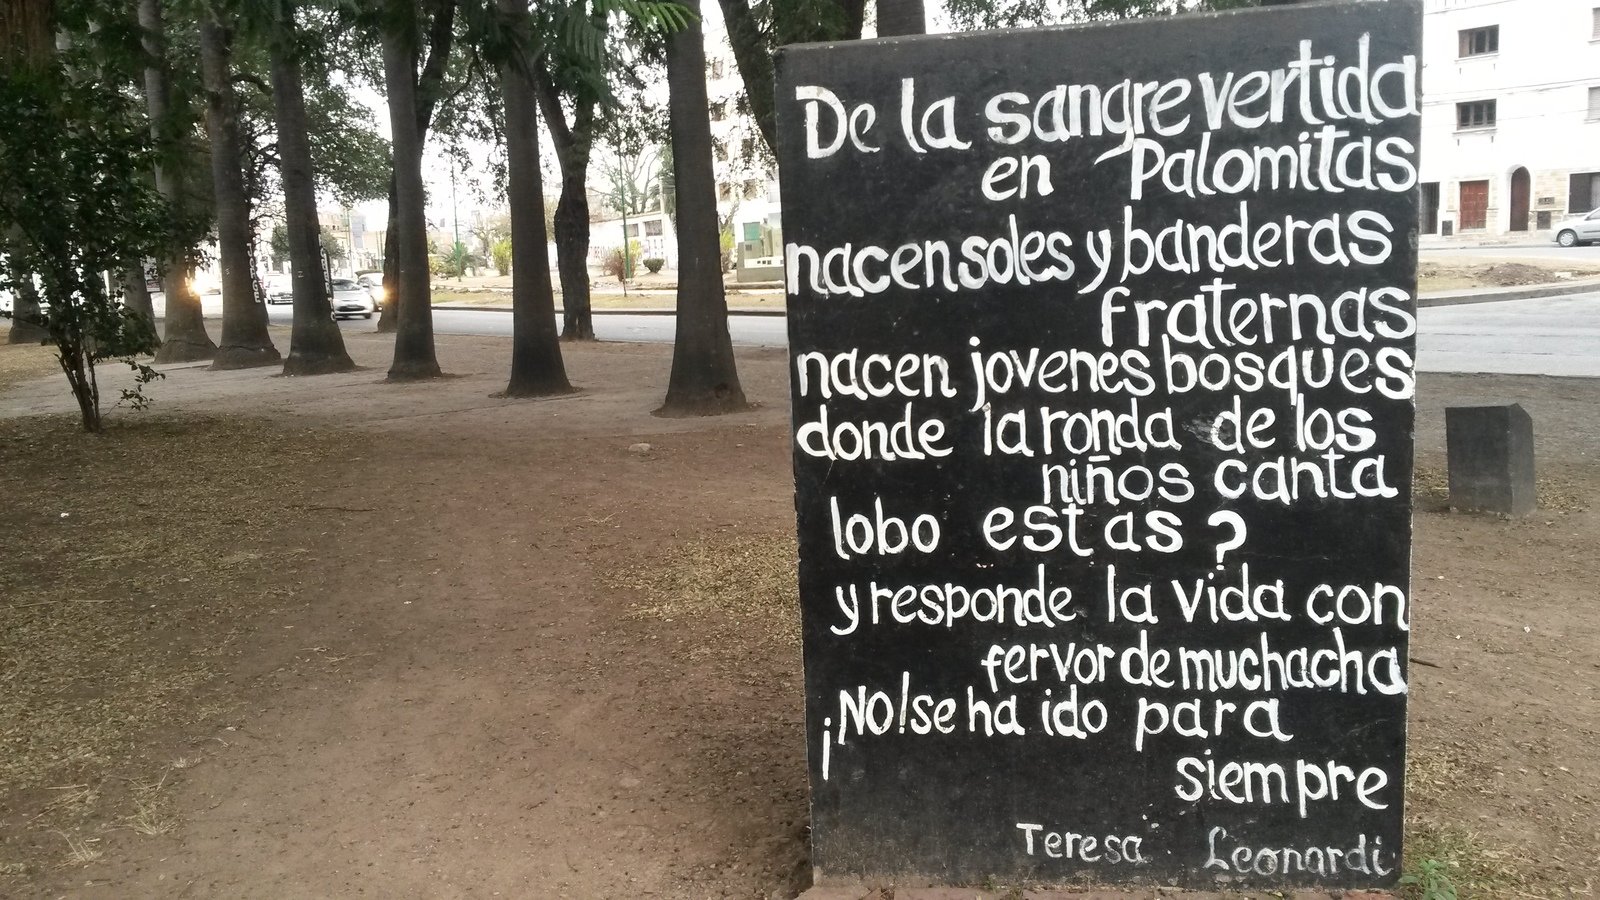 De la sangre vertida
en Palomitas
nacen soles y banderas
fraternas
nacen jovenes bosques
donde la ronda de los
niños canta
lobo estas?
y responde la vida con
fervor de muchacha
¡NO! se ha ido para
siempre
Teresa Leonardi
JORGE